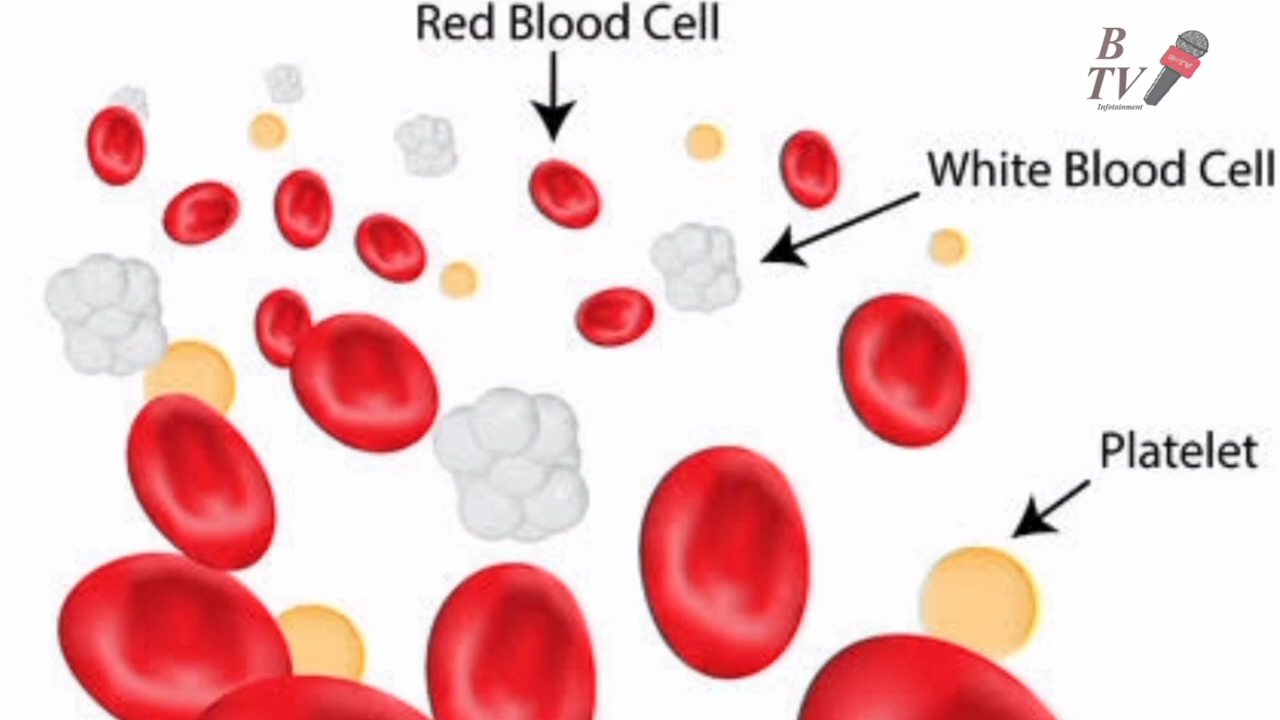 Red Blood Cell
B
TV
Infotainment
White Blood Cell
Platelet